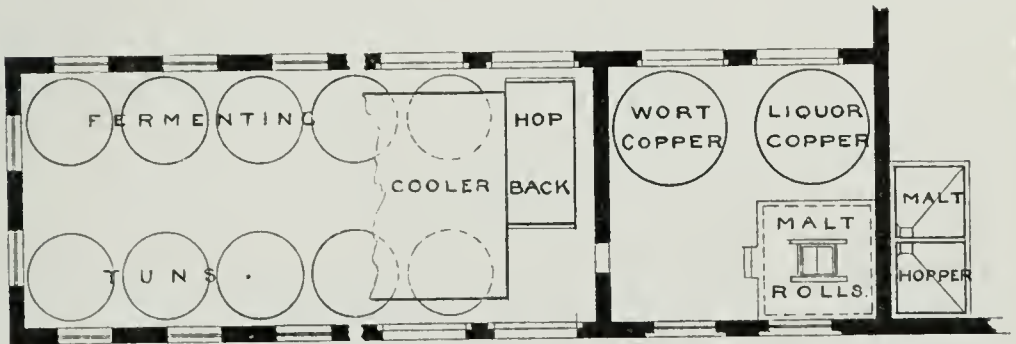 FERMENTING
TUNS.
COOLER
HOP
BACK
WORT
COPPER
LIQUOR
COPPER
MALT
ROLLS.
MALT
HOPPER